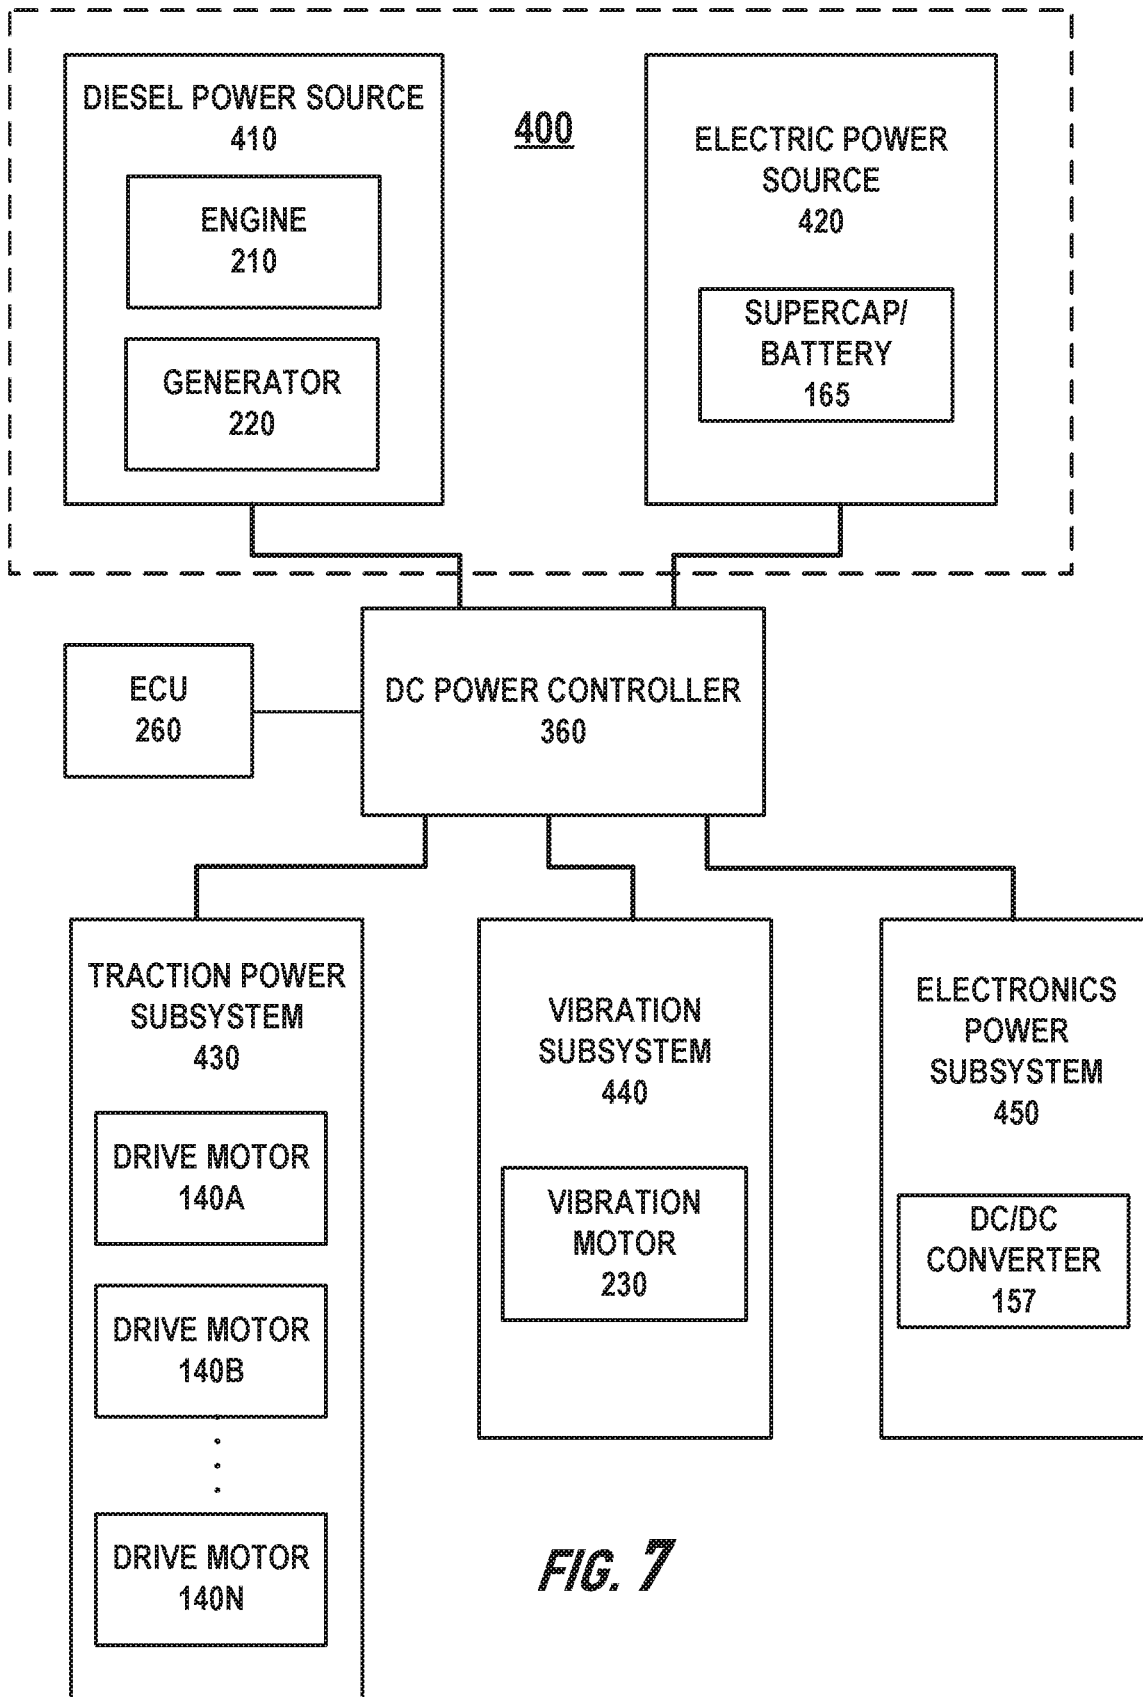 DIESEL POWER SOURCE
410
ENGINE
210
GENERATOR
220
400
ELECTRIC POWER
SOURCE
420
SUPERCAP/
BATTERY
165
ECU
260
DC POWER CONTROLLER
360
TRACTION POWER
SUBSYSTEM
430
DRIVE MOTOR
140A
DRIVE MOTOR
140B
DRIVE MOTOR
140N
VIBRATION
SUBSYSTEM
440
VIBRATION
MOTOR
230
ELECTRONICS
POWER
SUBSYSTEM
450
DC/DC
CONVERTER
157
FIG. 7